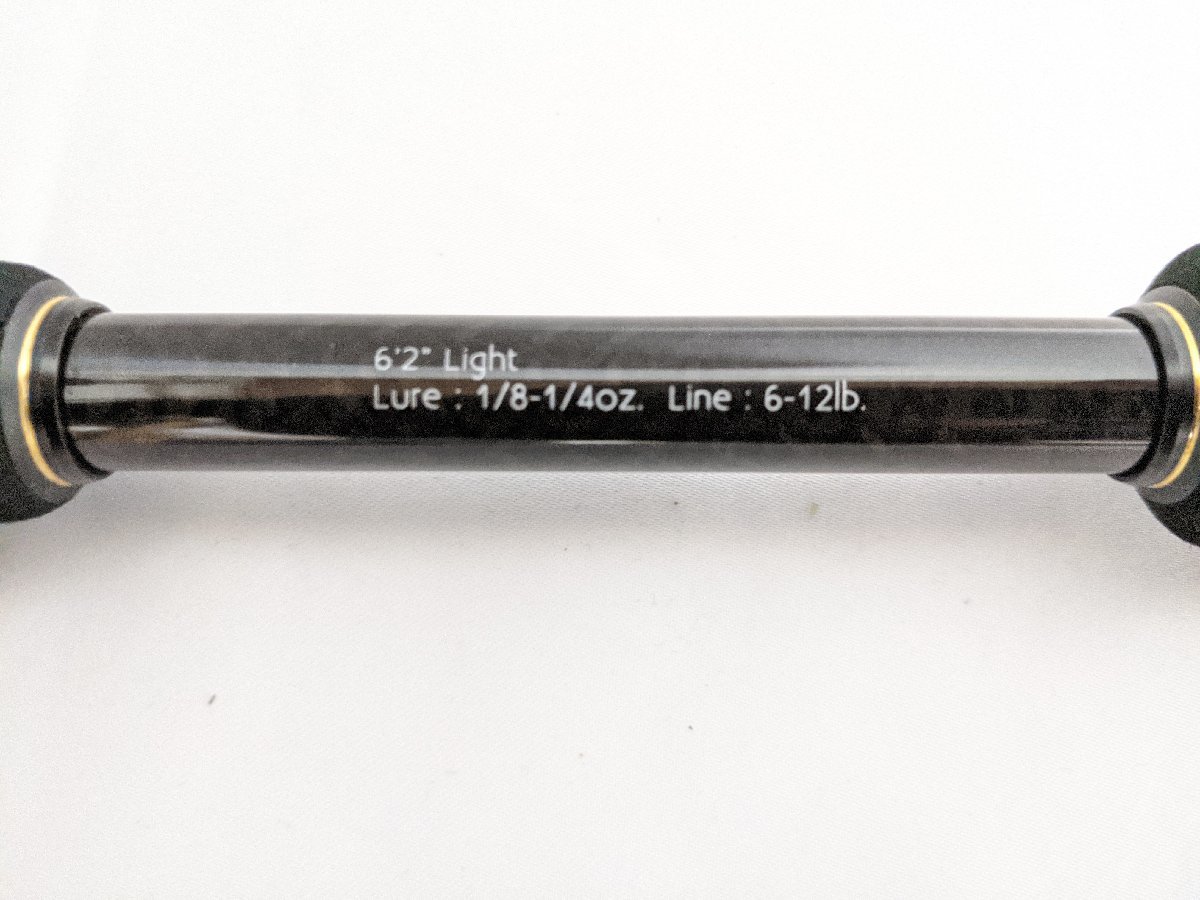 6'2" Light
Lure : 1/8-1/4oz. Line : 6-12lb.